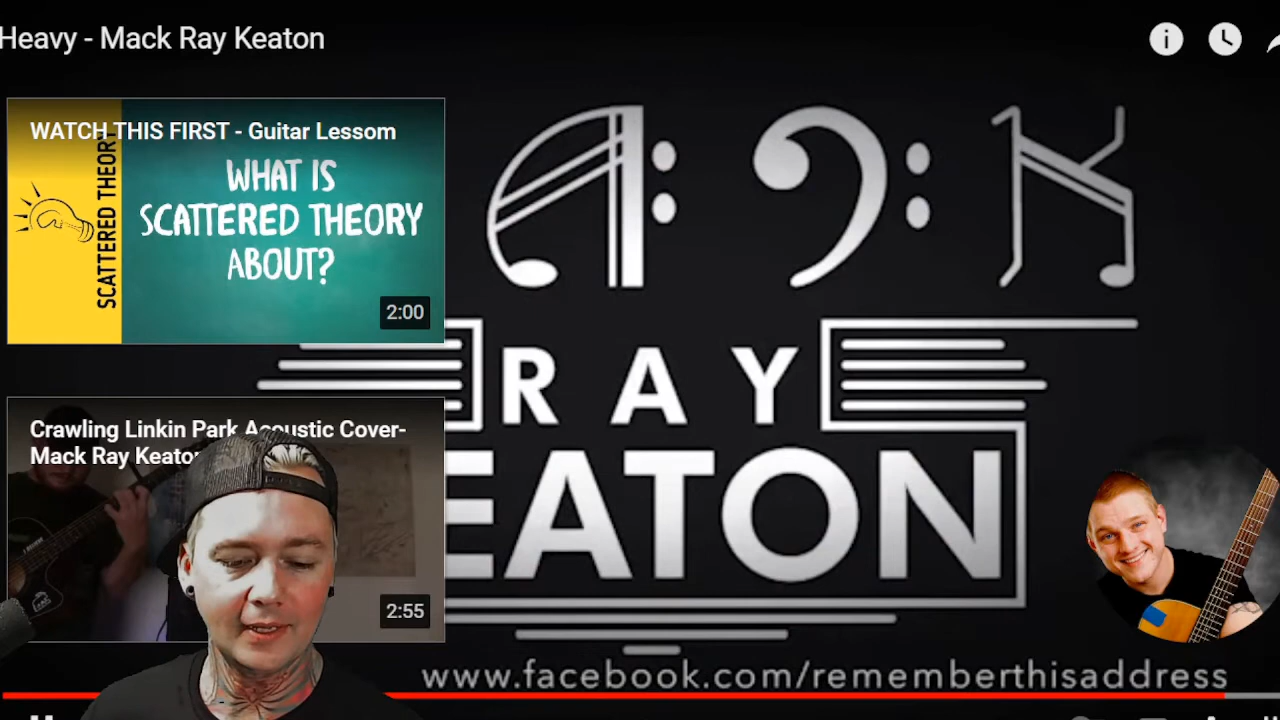 Heavy - Mack Ray Keaton
WATCH THIS FIRST - Guitar Lessom
SCATTERED THEORY
WHAT IS
SCATTERED THEORY
ABOUT?
2:00
RAY
EATON
Crawling Linkin Park Acoustic Cover-
Mack Ray Keaton
2:55
www.facebook.com/rememberthisaddress